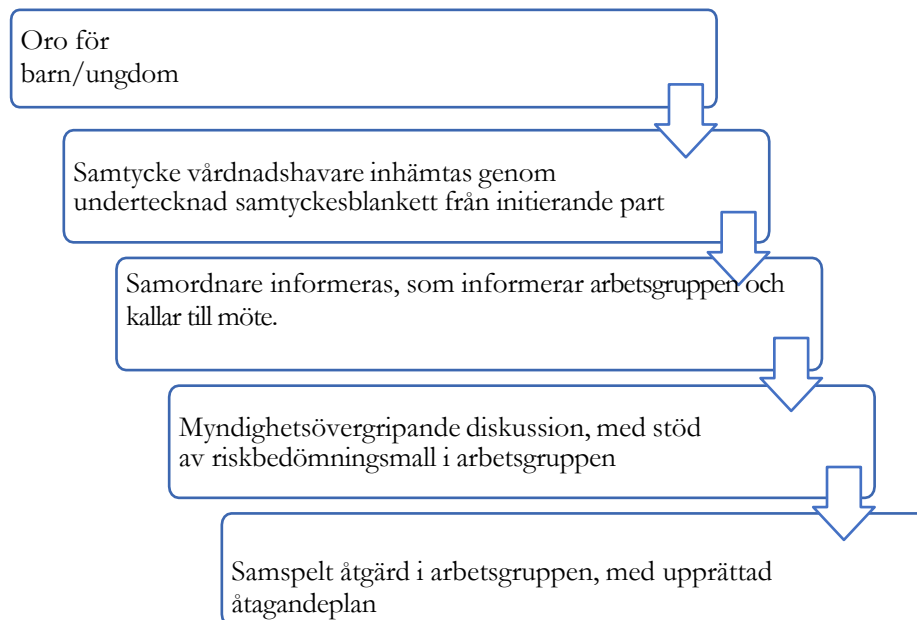 Oro för
barn/ungdom
Samtycke vårdnadshavare inhämtas genom
undertecknad samtyckesblankett från initierande part
Samordnare informeras, som informerar arbetsgruppen och
kallar till möte.
Myndighetsövergripande diskussion, med stöd
av riskbedömningsmall i arbetsgruppen
Samspelt åtgärd i arbetsgruppen, med upprättad
åtagandeplan